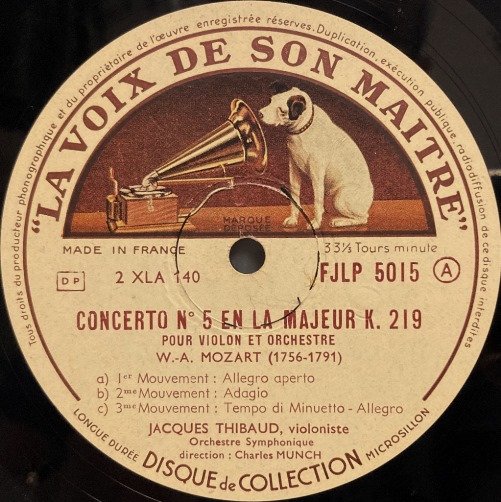 Tous droits du producteur phonographique et du propriétaire de l'œuvre enregistrée réservés. Duplication, exécution publique, radiodiffusion de ce disque interdites
"LA VOIX DE SON MAITRE"
MARQUE DÉPOSÉE
MADE IN FRANCE
33⅓ Tours minute
DP
2 XLA 140
FJLP 5015 A
CONCERTO N° 5 EN LA MAJEUR K. 219
POUR VIOLON ET ORCHESTRE
W.-A. MOZART (1756-1791)
a) 1er Mouvement : Allegro aperto
b) 2me Mouvement : Adagio
c) 3me Mouvement : Tempo di Minuetto - Allegro
JACQUES THIBAUD, violoniste
Orchestre Symphonique
direction : Charles MUNCH
LONGUE DURÉE DISQUE de COLLECTION MICROSILLON